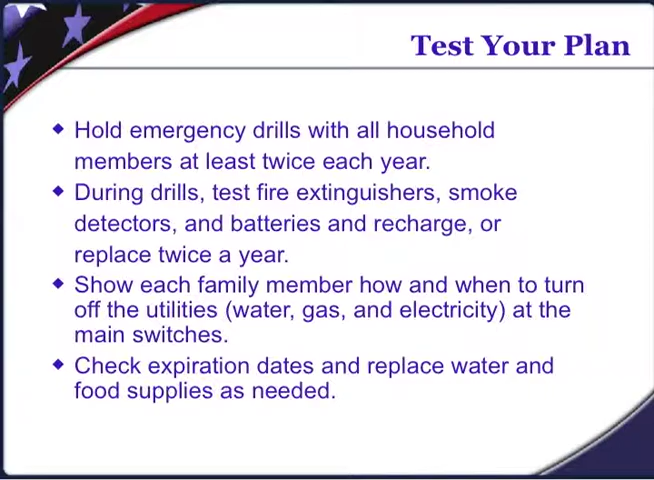 Test Your Plan
Hold emergency drills with all household
members at least twice each year.
During drills, test fire extinguishers, smoke
detectors, and batteries and recharge, or
replace twice a year.
Show each family member how and when to turn
off the utilities (water, gas, and electricity) at the
main switches.
Check expiration dates and replace water and
food supplies as needed.